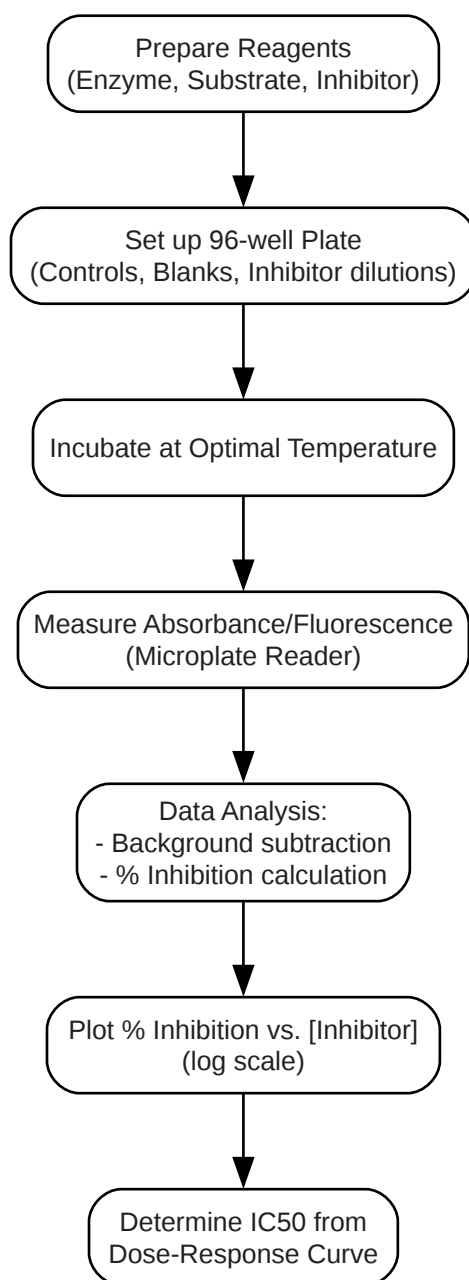 Prepare Reagents
(Enzyme, Substrate, Inhibitor)
Set up 96-well Plate
(Controls, Blanks, Inhibitor dilutions)
Incubate at Optimal Temperature
Measure Absorbance/Fluorescence
(Microplate Reader)
Data Analysis:
- Background subtraction
- % Inhibition calculation
Plot % Inhibition vs. [Inhibitor]
(log scale)
Determine IC50 from
Dose-Response Curve